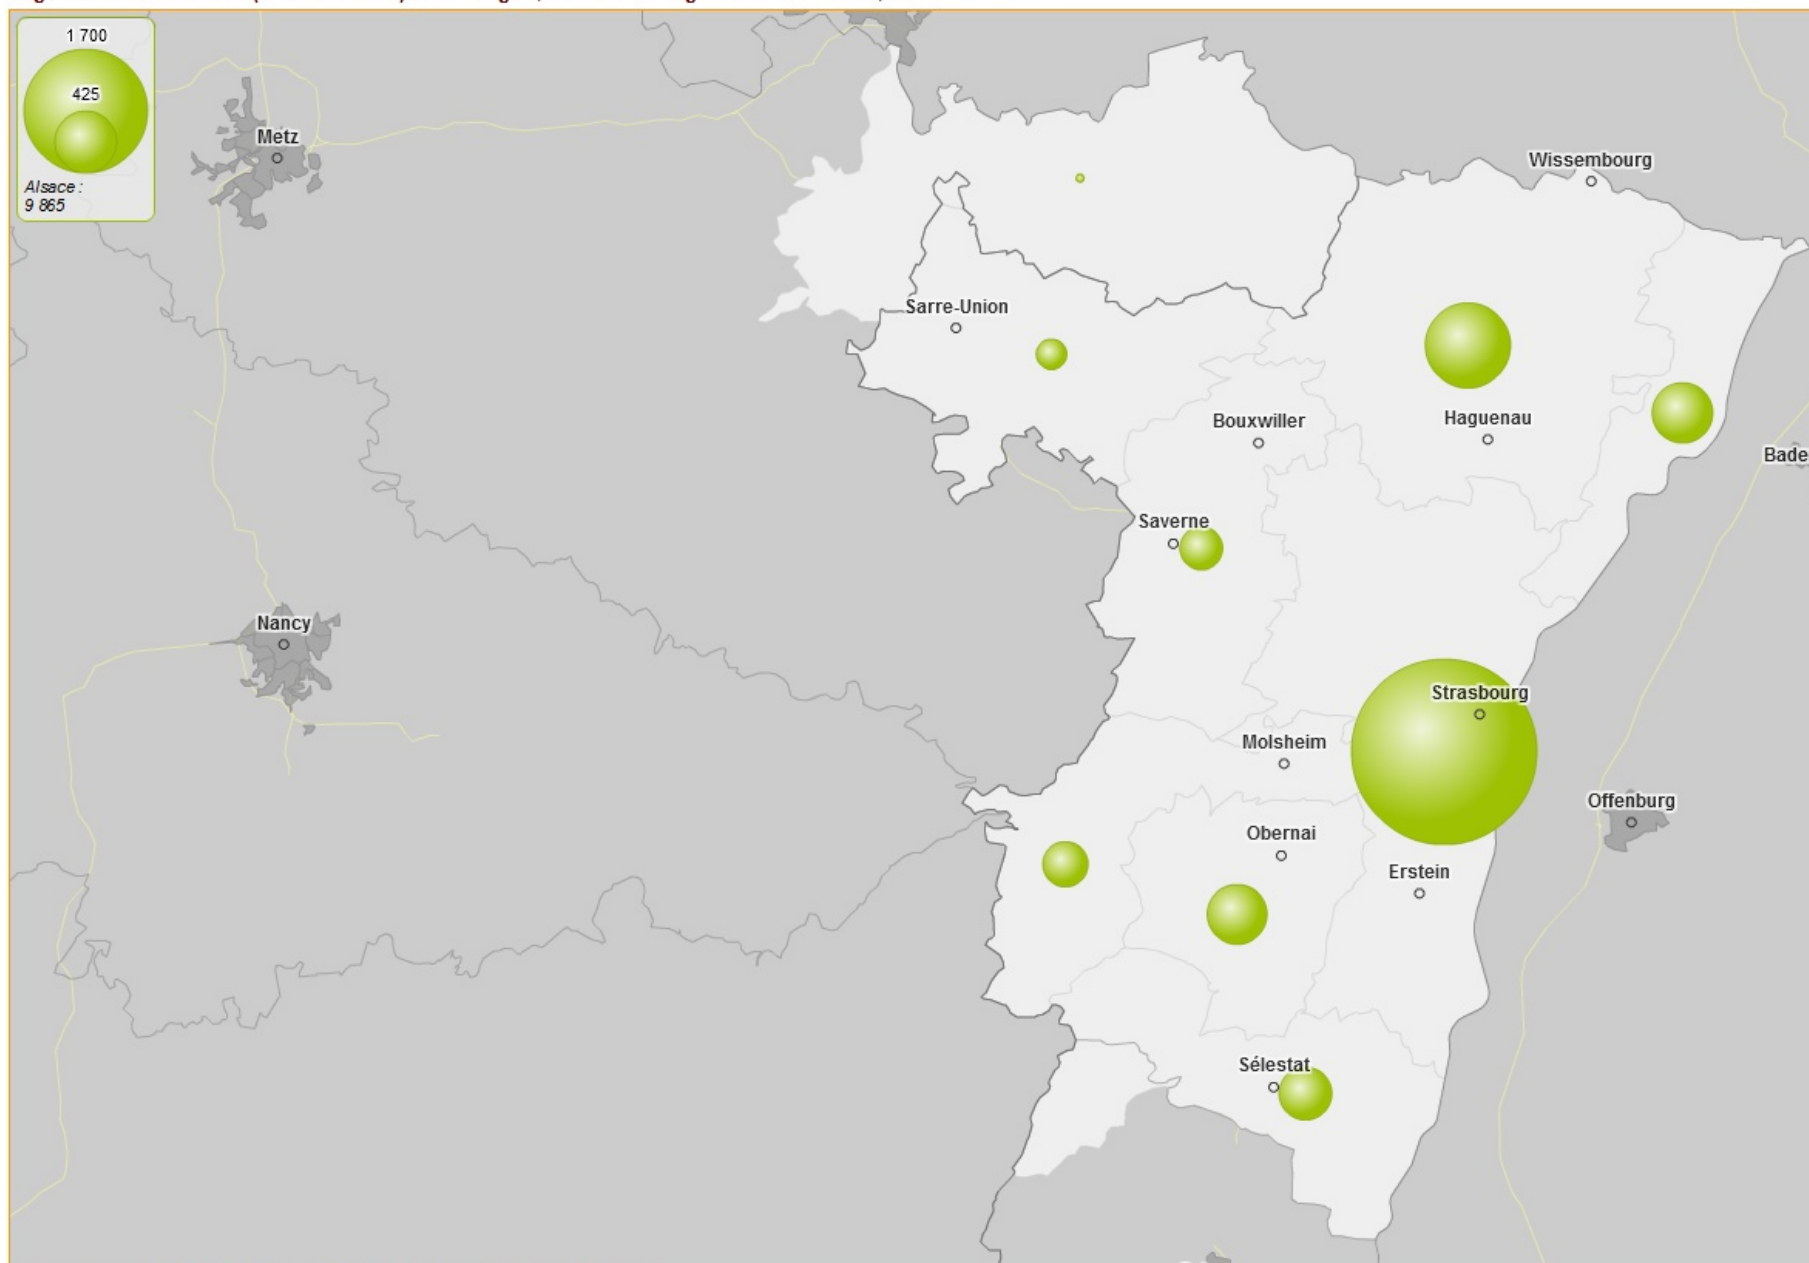 1 700
425
Alsace :
9 865
Metz
Wissembourg
Sarre-Union
Bouxwiller
Haguenau
Bade
Saverne
Nancy
Strasbourg
Molsheim
Offenburg
Obernai
Erstein
Sélestat